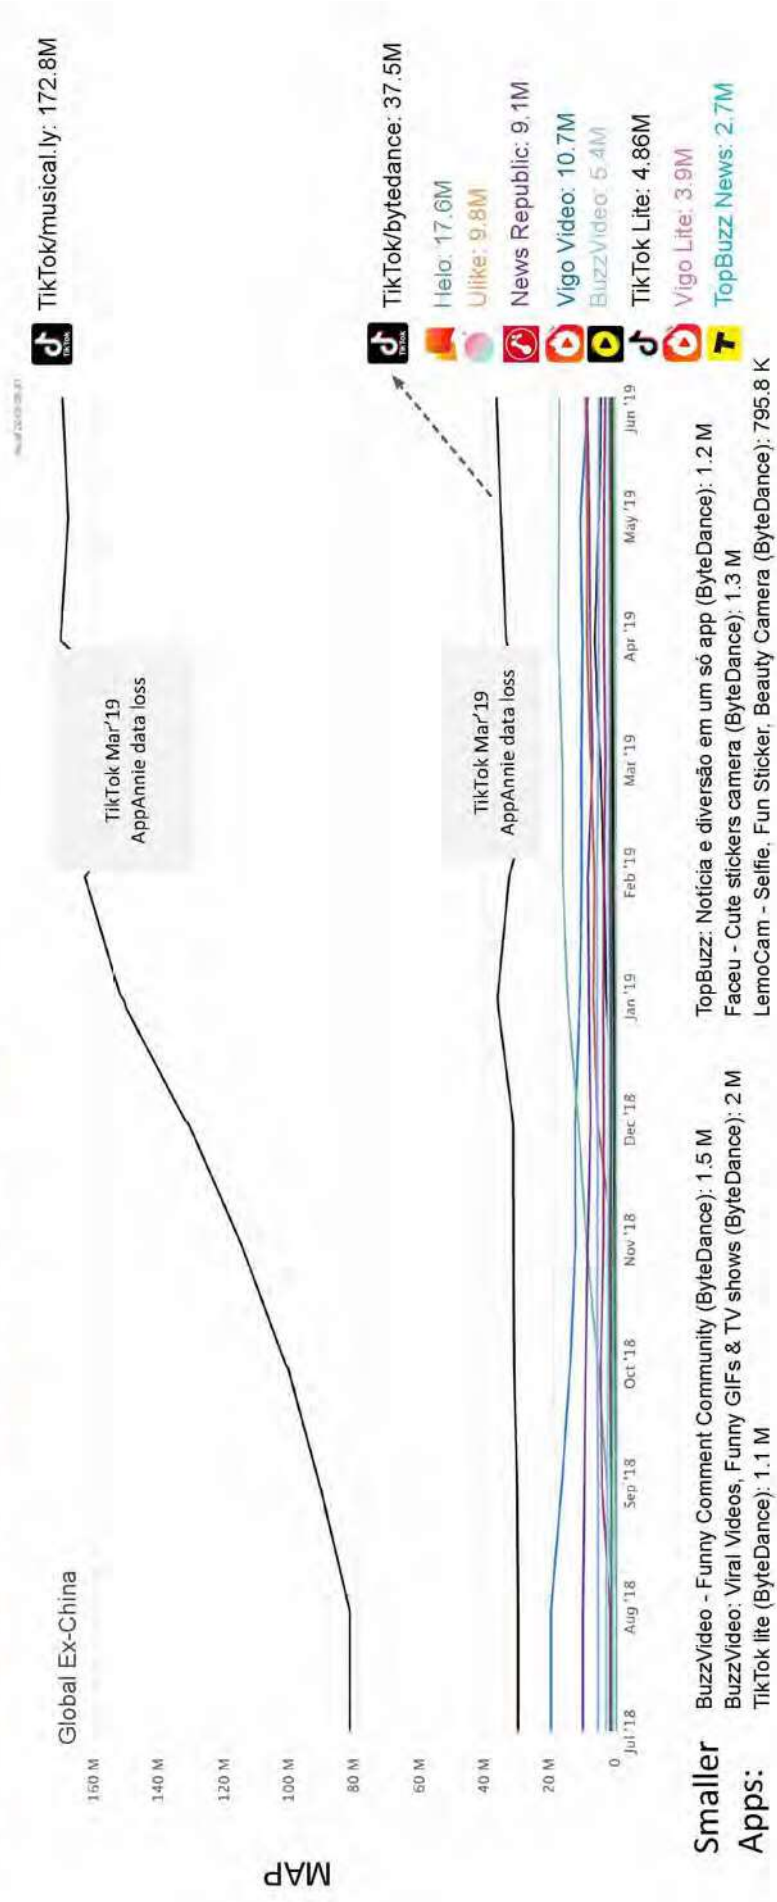 Global Ex-China
TikTok/musical.ly: 172.8M
TikTok
MAP
160 M
140 M
120 M
100 M
80 M
60 M
40 M
20 M
0
TikTok Mar'19
AppAnnie data loss
TikTok Mar'19
AppAnnie data loss
TikTok/bytedance: 37.5M
TikTok
Helo: 17.6M
Ulike: 9.8M
News Republic: 9.1M
Vigo Video: 10.7M
BuzzVideo: 5.4M
TikTok Lite: 4.86M
Vigo Lite: 3.9M
TopBuzz News: 2.7M
Jul '18 Aug '18 Sep '18 Oct '18 Nov '18 Dec '18 Jan '19 Feb '19 Mar '19 Apr '19 May '19 Jun '19
Smaller
Apps:
BuzzVideo - Funny Comment Community (ByteDance): 1.5 M
BuzzVideo: Viral Videos, Funny GIFs & TV shows (ByteDance): 2 M
TikTok lite (ByteDance): 1.1 M
TopBuzz: Notícia e diversão em um só app (ByteDance): 1.2 M
Faceu - Cute stickers camera (ByteDance): 1.3 M
LemoCam - Selfie, Fun Sticker, Beauty Camera (ByteDance): 795.8 K